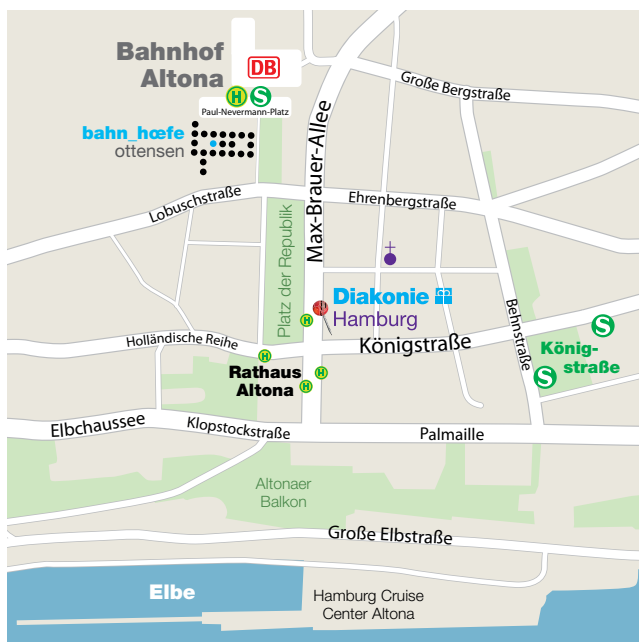 Bahnhof
Altona
DB
H
S
Paul-Nevermann-Platz
Große Bergstraße
bahn_hœfe
ottensen
Max-Brauer-Allee
Lobuschstraße
Ehrenbergstraße
Platz der Republik
Diakonie
Hamburg
H
Behnstraße
S
Holländische Reihe
Königstraße
H
König-
straße
S
Rathaus
Altona
H
H
Elbchaussee
Klopstockstraße
Palmaille
Altonaer
Balkon
Große Elbstraße
Elbe
Hamburg Cruise
Center Altona